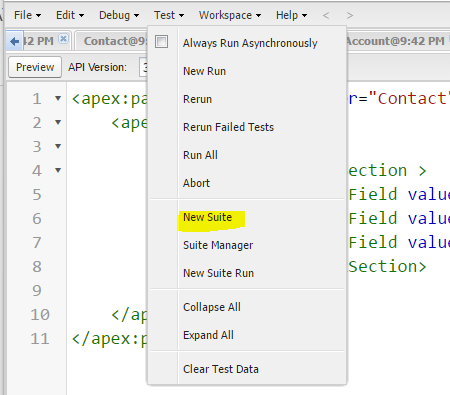 File Edit Debug Test Workspace Help < >
42 PM Contact@9:42 PM Account@9:42 PM
Preview API Version: 3
Always Run Asynchronously
New Run
Rerun
Rerun Failed Tests
Run All
Abort
New Suite
Suite Manager
New Suite Run
Collapse All
Expand All
Clear Test Data
1 <apex:pa r="Contact"
2 <ape
3
4 ection >
5 Field value
6 Field value
7 Field value
8 Section>
9
10 </ap
11 </apex:p